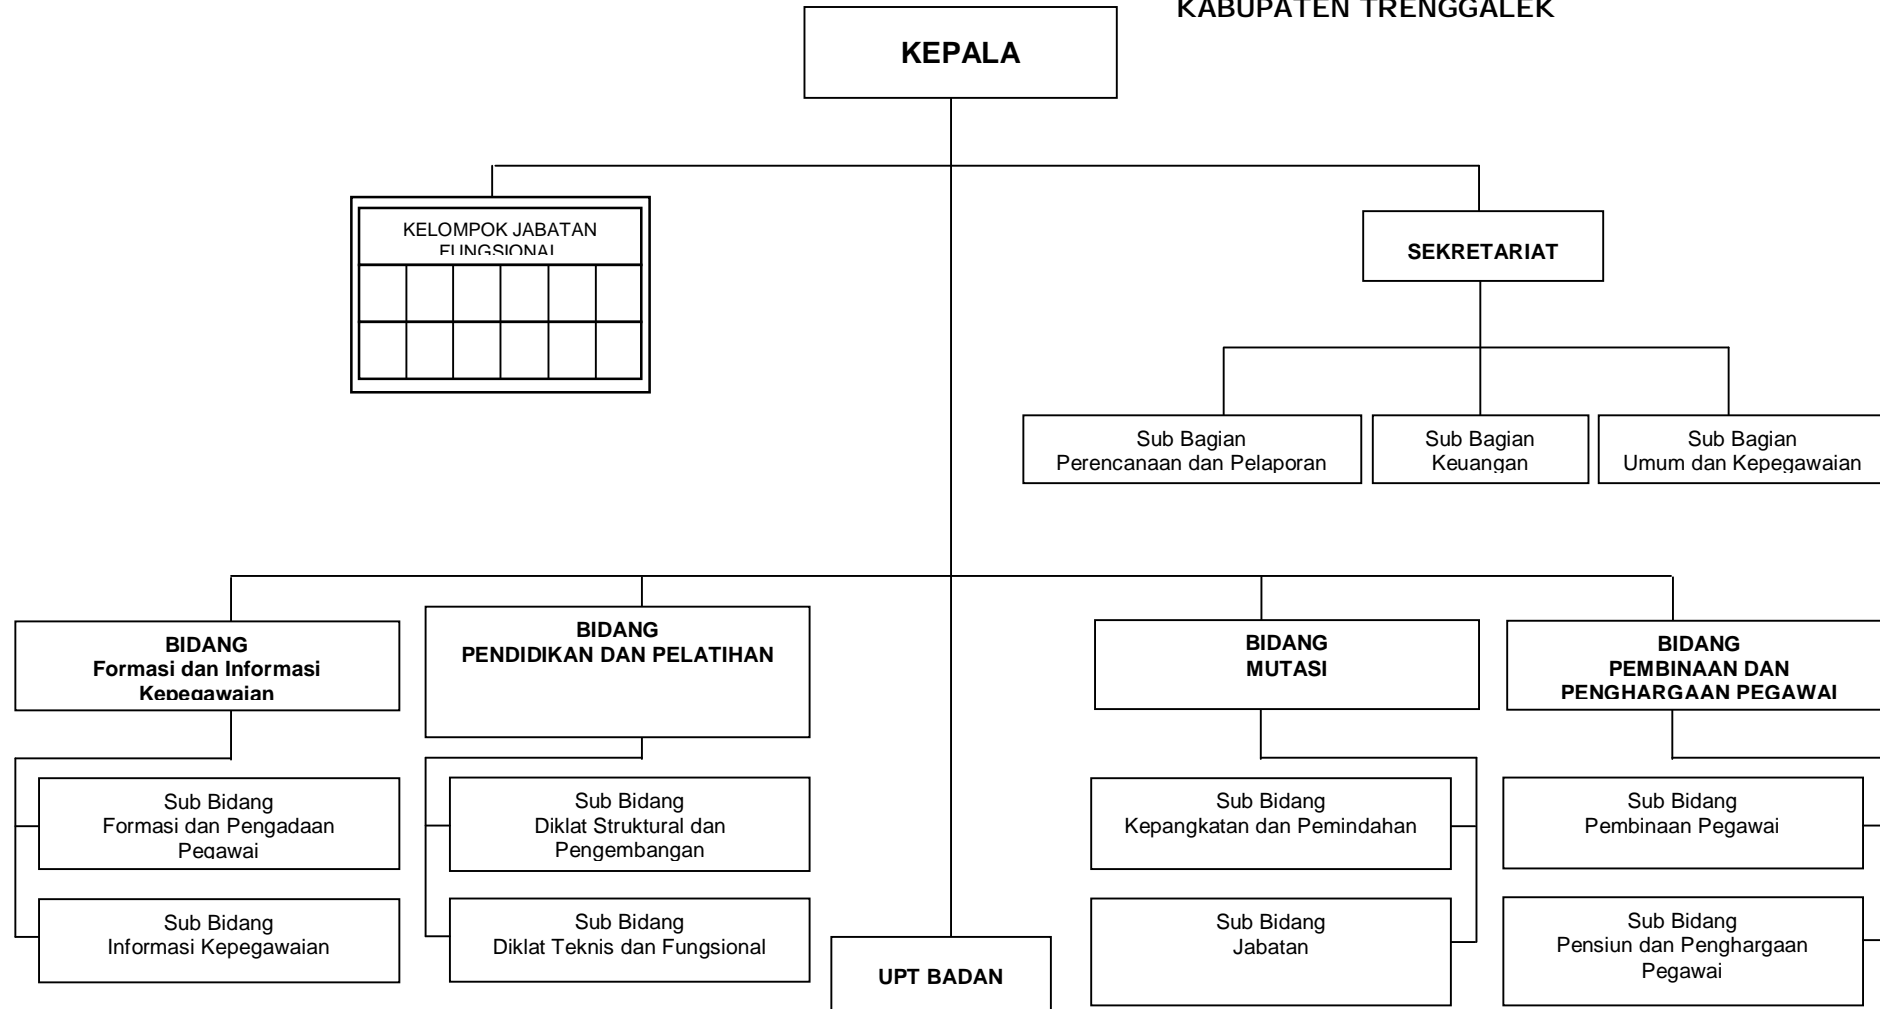 KABUPATEN TRENGGALEK
KEPALA
KELOMPOK JABATAN
FUNGSIONAL
SEKRETARIAT
Sub Bagian
Perencanaan dan Pelaporan
Sub Bagian
Keuangan
Sub Bagian
Umum dan Kepegawaian
BIDANG
Formasi dan Informasi
Kepegawaian
BIDANG
PENDIDIKAN DAN PELATIHAN
BIDANG
MUTASI
BIDANG
PEMBINAAN DAN
PENGHARGAAN PEGAWAI
Sub Bidang
Formasi dan Pengadaan
Pegawai
Sub Bidang
Informasi Kepegawaian
Sub Bidang
Diklat Struktural dan
Pengembangan
Sub Bidang
Diklat Teknis dan Fungsional
Sub Bidang
Kepangkatan dan Pemindahan
Sub Bidang
Jabatan
Sub Bidang
Pembinaan Pegawai
Sub Bidang
Pensiun dan Penghargaan
Pegawai
UPT BADAN